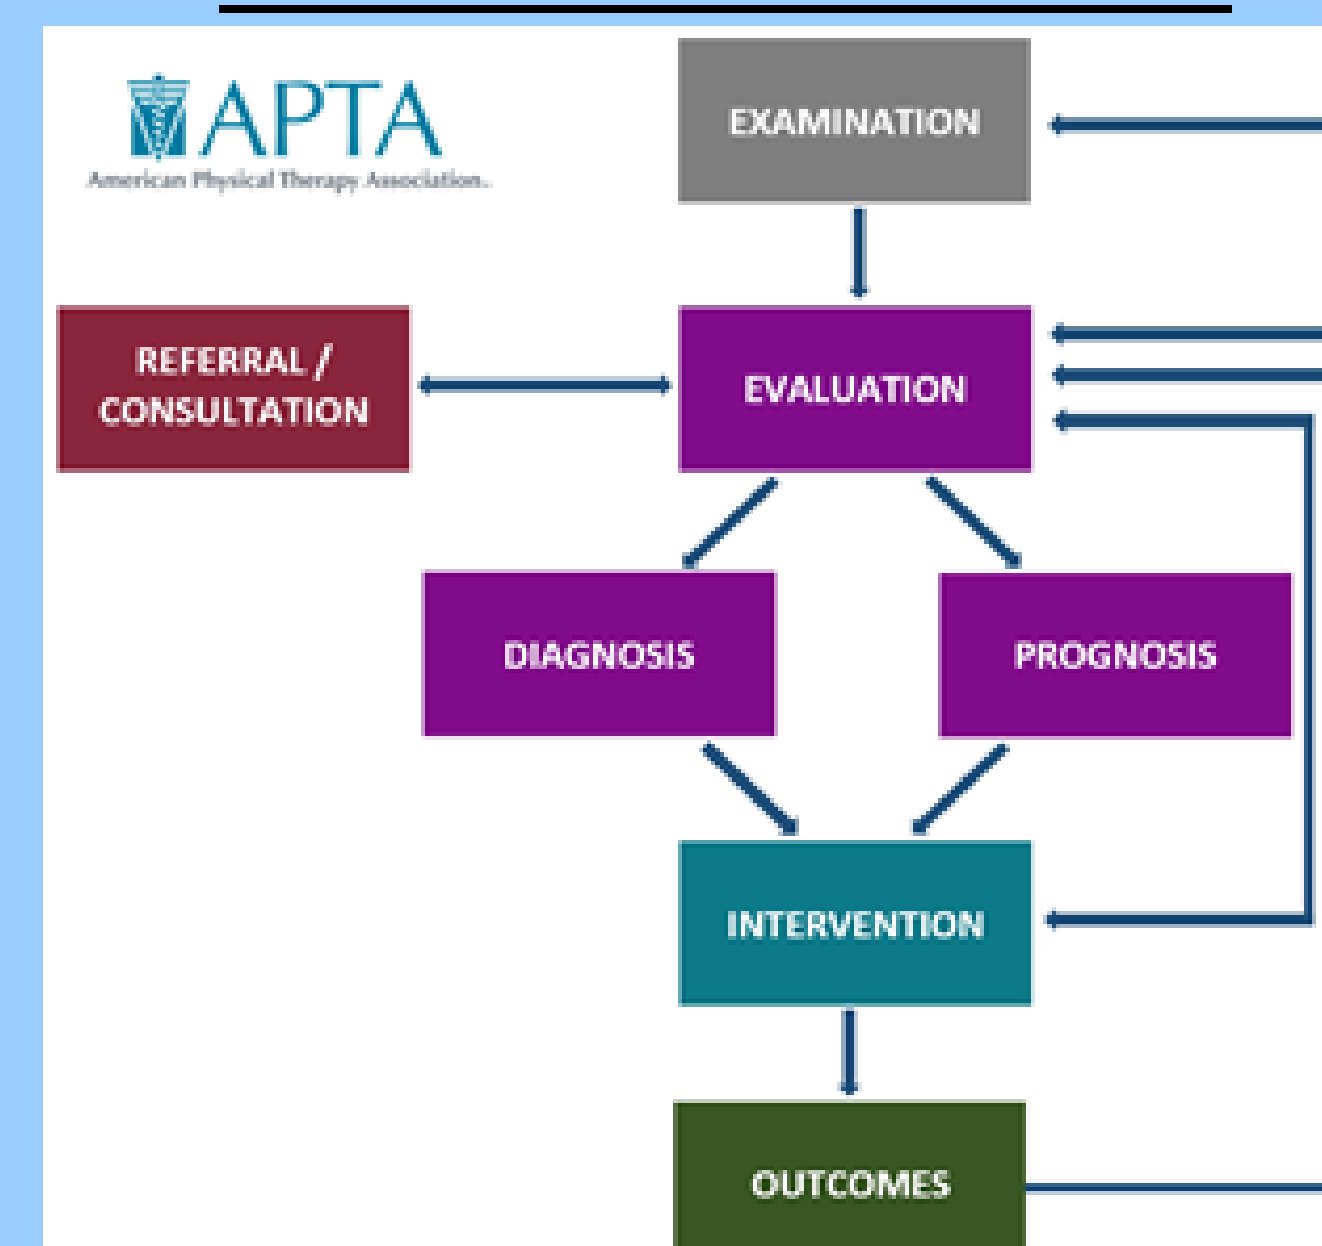 APTA
American Physical Therapy Association
EXAMINATION
REFERRAL /
CONSULTATION
EVALUATION
DIAGNOSIS
PROGNOSIS
INTERVENTION
OUTCOMES